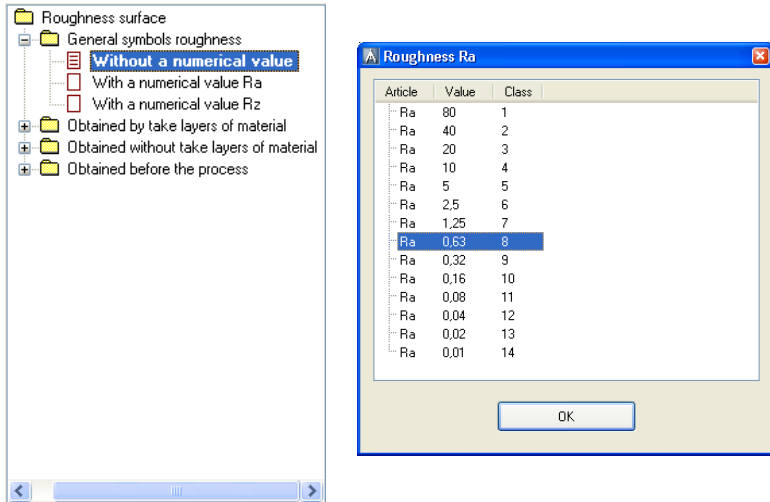 Roughness surface
General symbols roughness
Without a numerical value
With a numerical value Ra
With a numerical value Rz
Obtained by take layers of material
Obtained without take layers of material
Obtained before the process
Roughness Ra
Article Value Class
Ra 80 1
Ra 40 2
Ra 20 3
Ra 10 4
Ra 5 5
Ra 2,5 6
Ra 1,25 7
Ra 0,63 8
Ra 0,32 9
Ra 0,16 10
Ra 0,08 11
Ra 0,04 12
Ra 0,02 13
Ra 0,01 14
OK